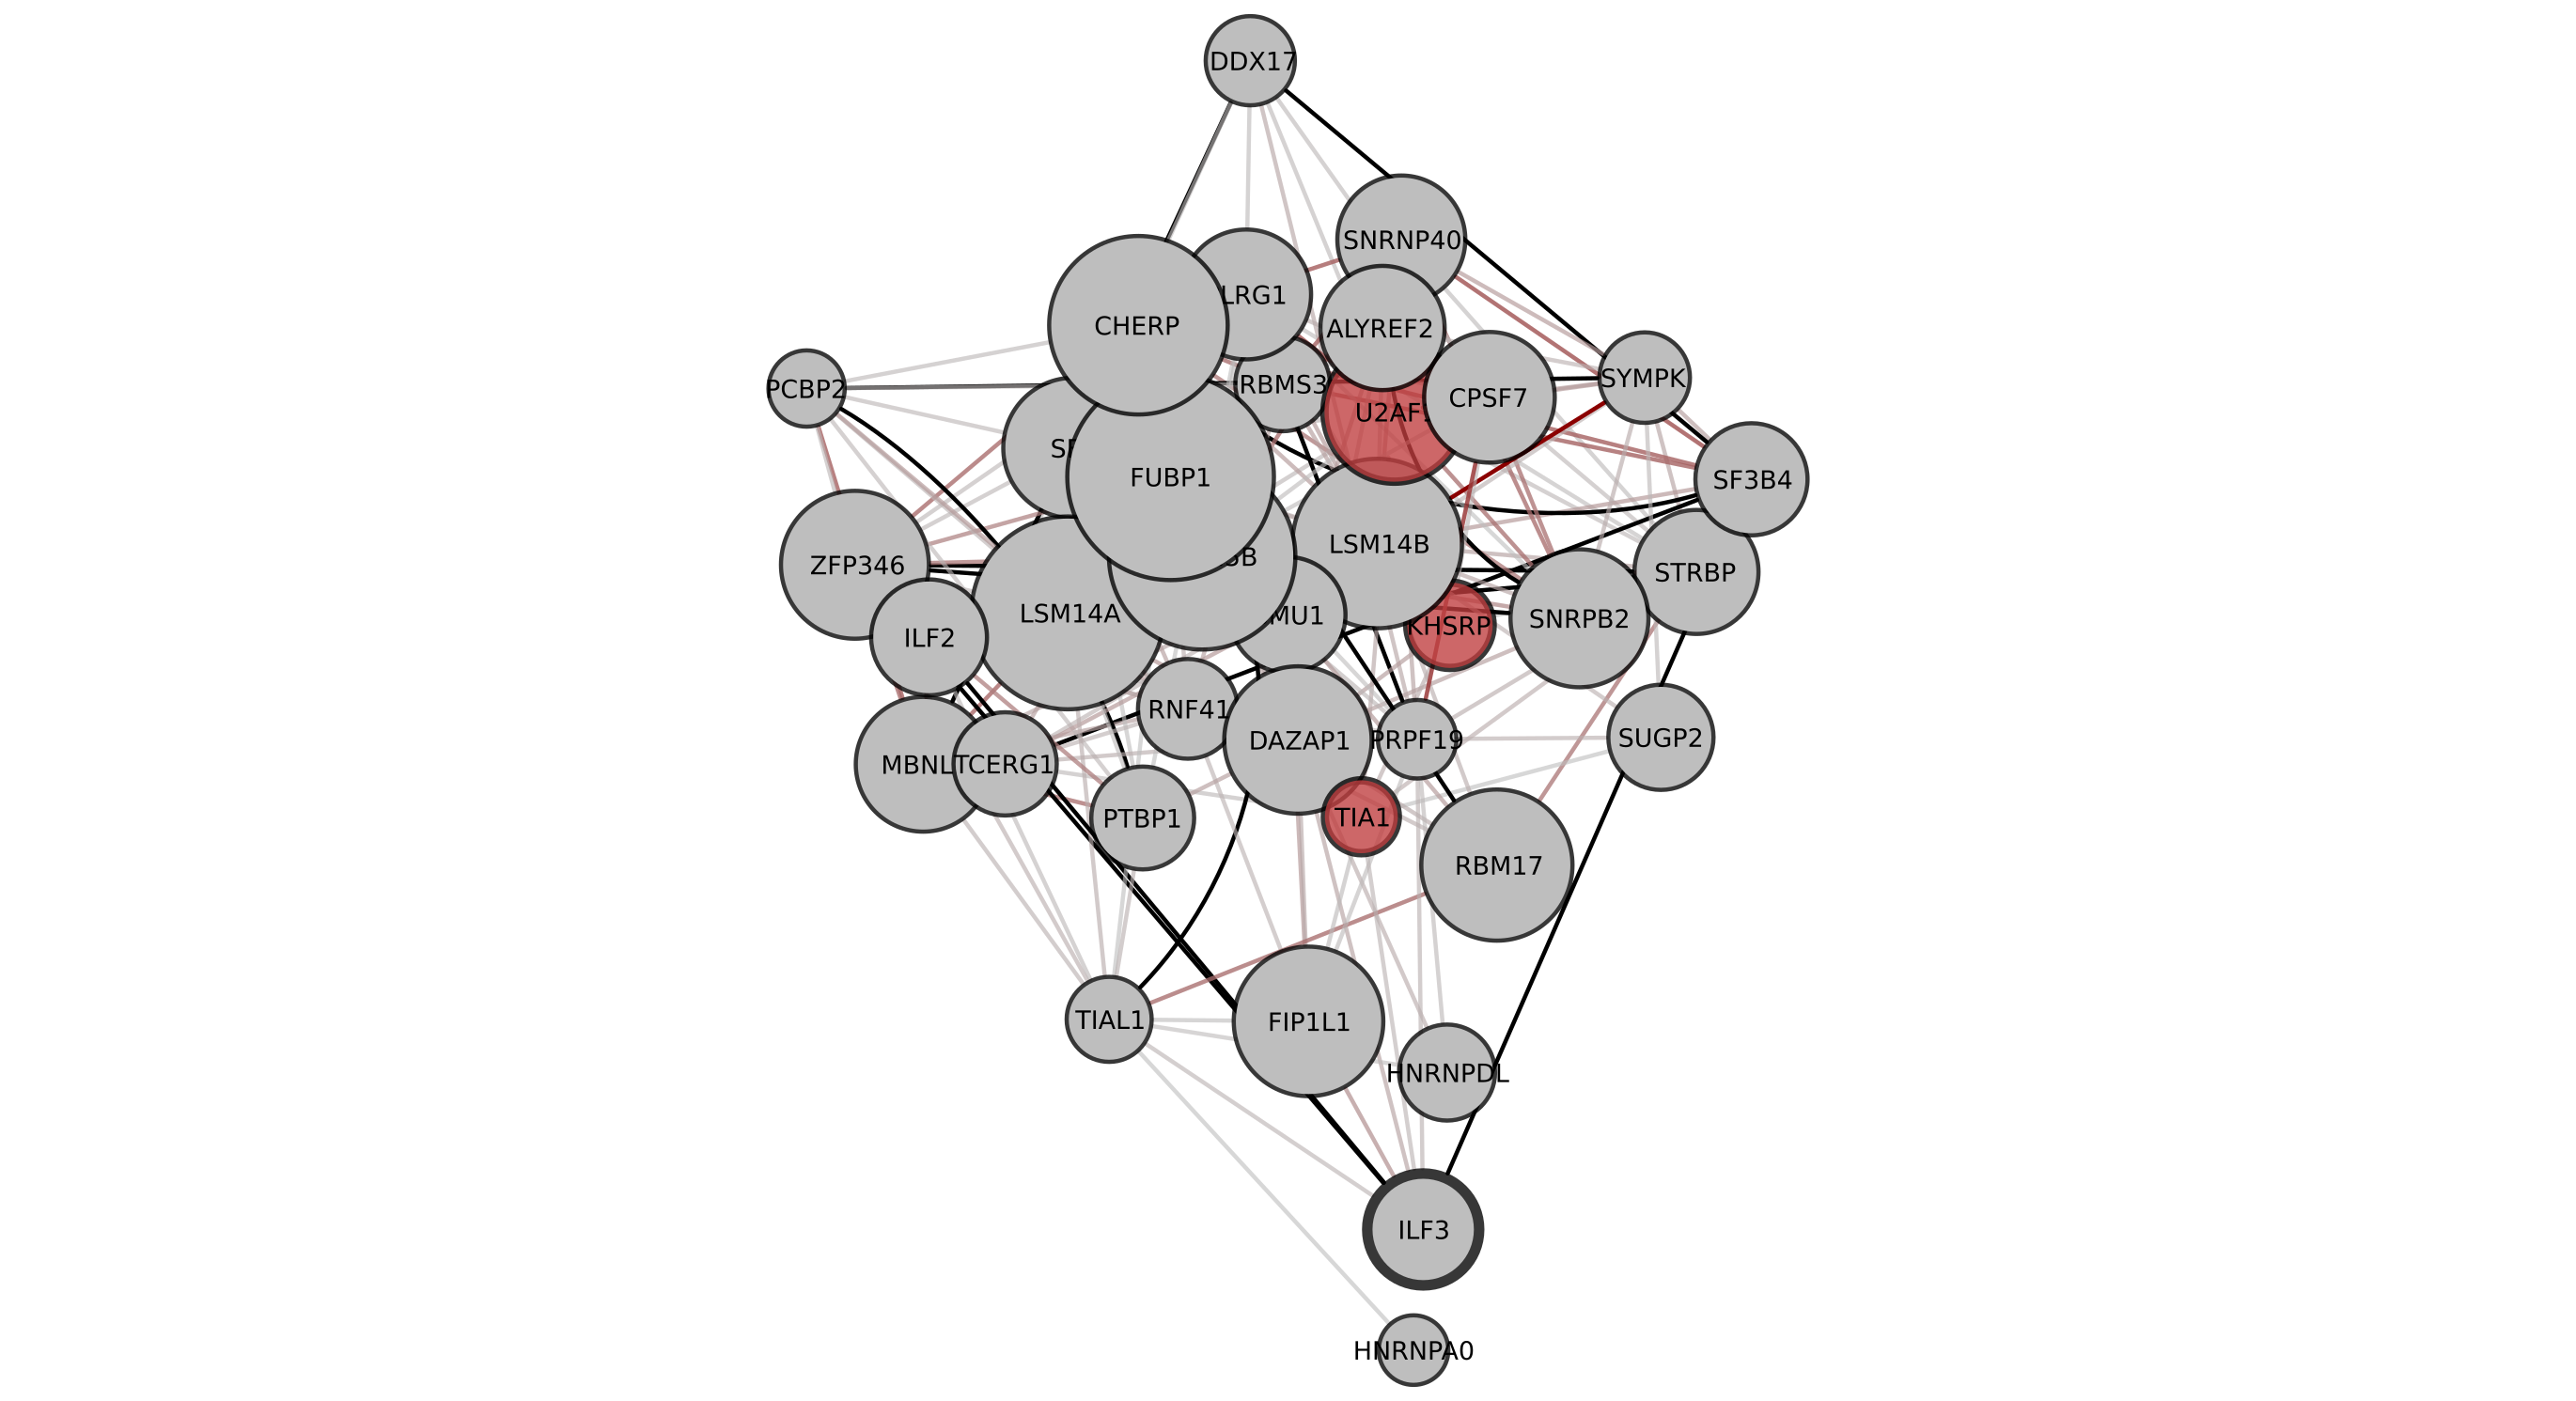 DDX17
SNRNP40
LRG1
CHERP
ALYREF2
SYMPK
RBMS3
PCBP2
CPSF7
U2AF
FUBP1
SF3B4
LSM14B
ZFP346
STRBP
LSM14A
MU1
SNRPB2
KHSRP
ILF2
RNF41
SUGP2
DAZAP1
PRPF19
MBNL
TCERG1
TIA1
PTBP1
RBM17
TIAL1
FIP1L1
HNRNPDL
ILF3
HNRNPA0